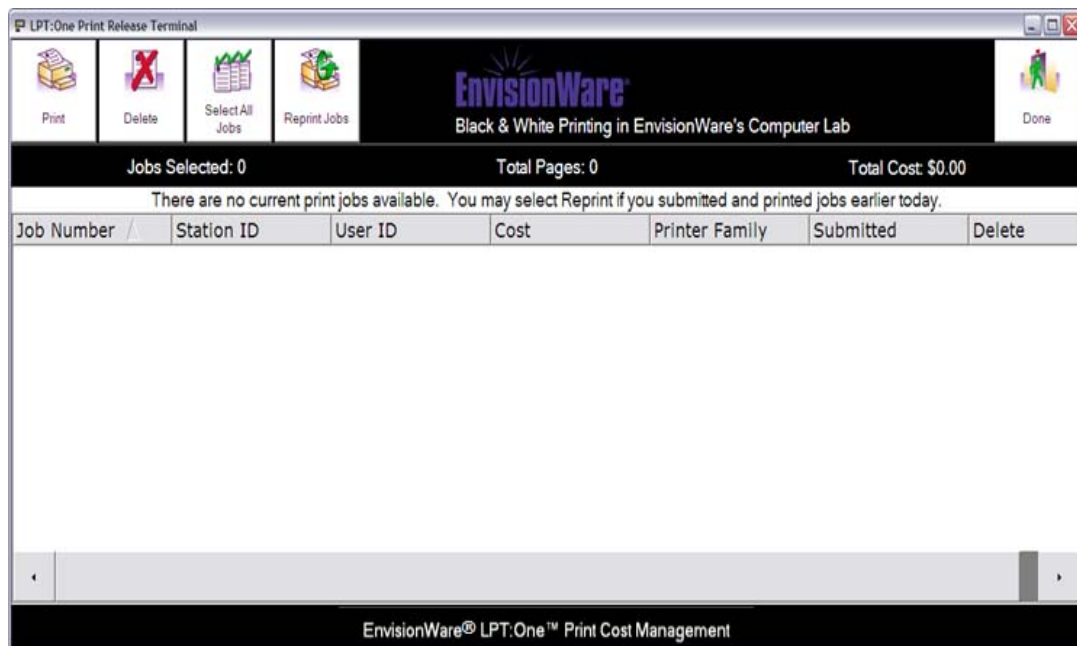 LPT:One Print Release Terminal
Print
Delete
Select All
Jobs
Reprint Jobs
EnvisionWare®
Black & White Printing in EnvisionWare's Computer Lab
Done
Jobs Selected: 0 Total Pages: 0 Total Cost: $0.00
There are no current print jobs available. You may select Reprint if you submitted and printed jobs earlier today.
Job Number Station ID User ID Cost Printer Family Submitted Delete
EnvisionWare® LPT:One™ Print Cost Management